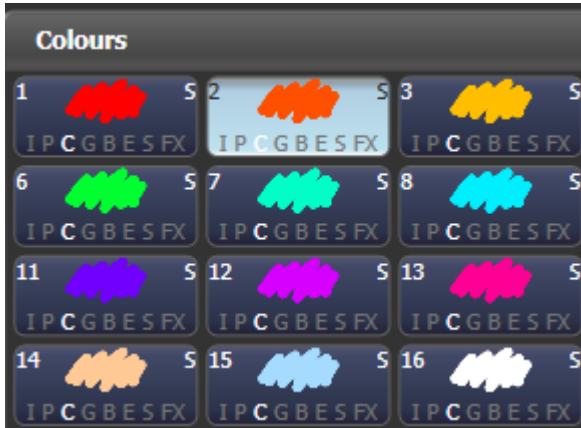 Colours
1 S 2 S 3 S
I P C G B E S FX I P C G B E S FX I P C G B E S FX
6 S 7 S 8 S
I P C G B E S FX I P C G B E S FX I P C G B E S FX
11 S 12 S 13 S
I P C G B E S FX I P C G B E S FX I P C G B E S FX
14 S 15 S 16 S
I P C G B E S FX I P C G B E S FX I P C G B E S FX